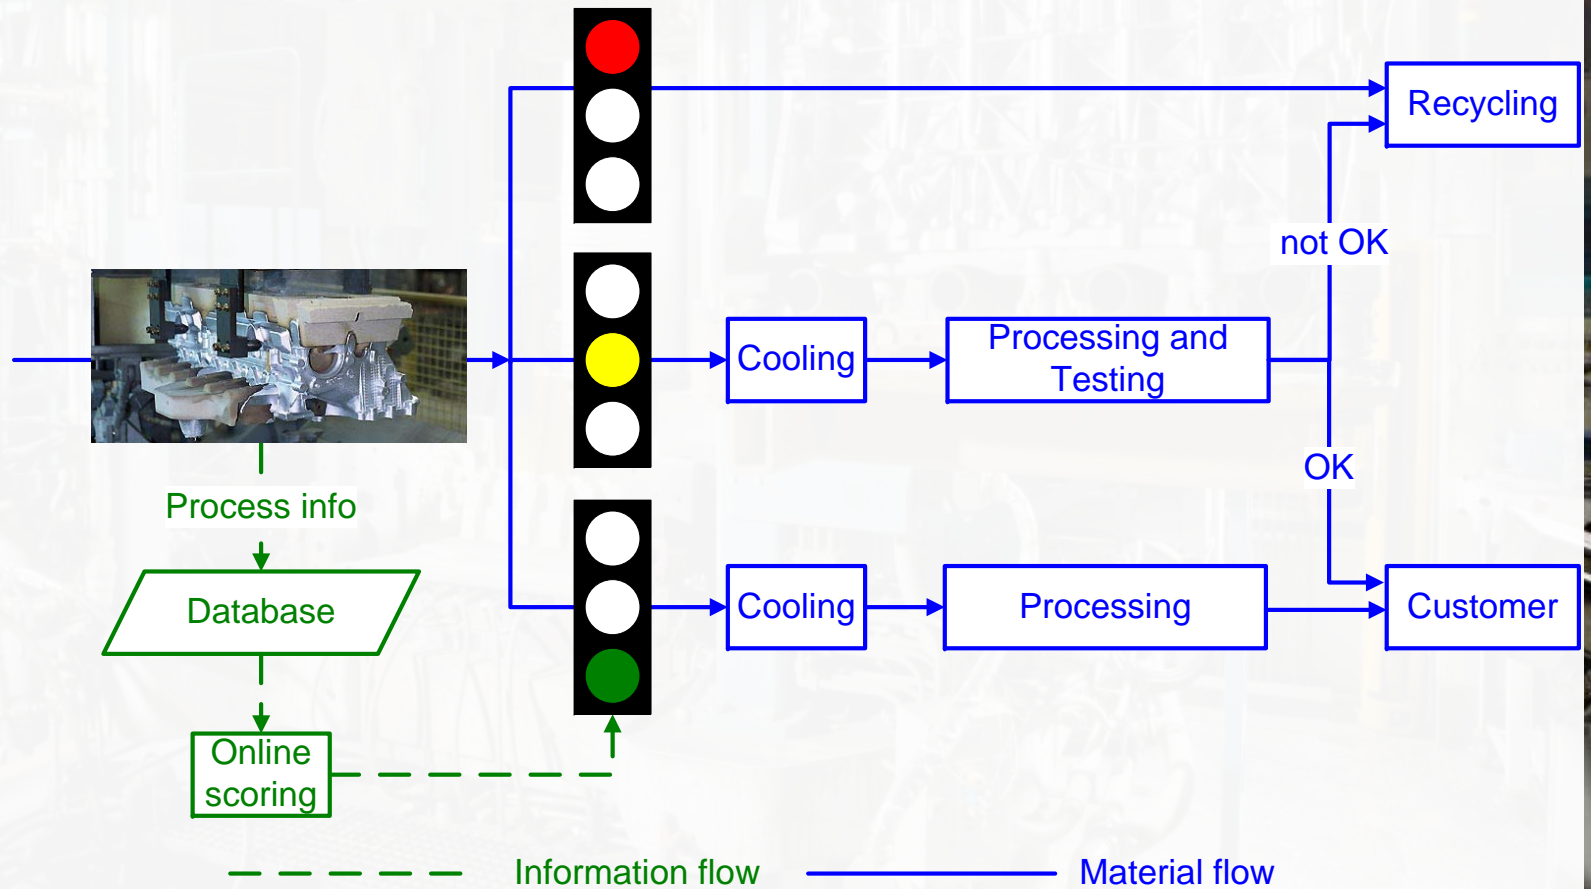 Recycling
not OK
Cooling
Processing and
Testing
OK
Process info
Database
Cooling
Processing
Customer
Online
scoring
Information flow
Material flow